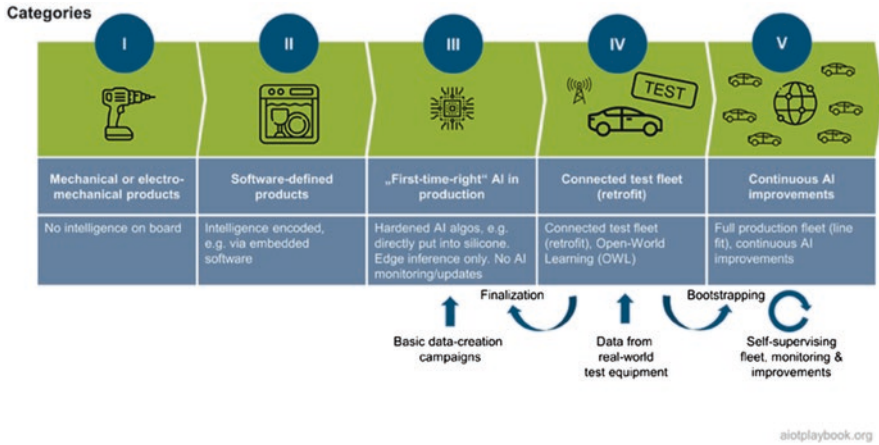 Categories
I
II
III
IV
V
TEST
Mechanical or electro-
mechanical products
Software-defined
products
„First-time-right“ AI in
production
Connected test fleet
(retrofit)
Continuous AI
improvements
No intelligence on board
Intelligence encoded,
e.g. via embedded
software
Hardened AI algos, e.g.
directly put into silicone.
Edge inference only. No AI
monitoring/updates
Connected test fleet
(retrofit), Open-World
Learning (OWL)
Full production fleet (line
fit), continuous AI
improvements
Finalization
Bootstrapping
Basic data-creation
campaigns
Data from
real-world
test equipment
Self-supervising
fleet, monitoring &
improvements
aiotplaybook.org